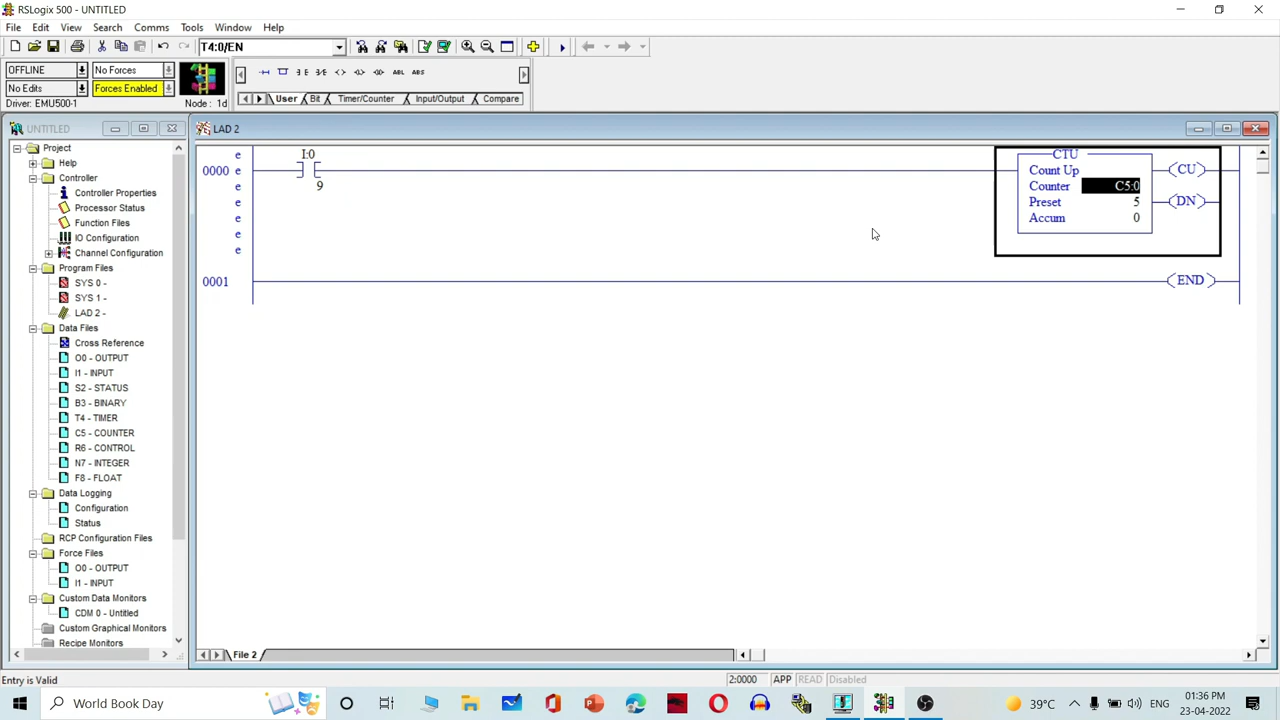 RSLogix 500 - UNTITLED
File Edit View Search Comms Tools Window Help
T4:0/EN
OFFLINE No Forces
No Edits Forces Enabled
Driver: EMU500-1 Node : 1d
ABL ABS
User Bit Timer/Counter Input/Output Compare
UNTITLED
Project
Help
Controller
Controller Properties
Processor Status
Function Files
IO Configuration
Channel Configuration
Program Files
SYS 0 -
SYS 1 -
LAD 2 -
Data Files
Cross Reference
O0 - OUTPUT
I1 - INPUT
S2 - STATUS
B3 - BINARY
T4 - TIMER
C5 - COUNTER
R6 - CONTROL
N7 - INTEGER
F8 - FLOAT
Data Logging
Configuration
Status
RCP Configuration Files
Force Files
O0 - OUTPUT
I1 - INPUT
Custom Data Monitors
CDM 0 - Untitled
Custom Graphical Monitors
Recipe Monitors
LAD 2
e I:0 CTU
0000 e Count Up CU
e 9 Counter C5:0
e Preset 5 DN
e Accum 0
e
e
0001 END
File 2
Entry is Valid 2:0000 APP READ Disabled
World Book Day 39°C ENG 01:36 PM
23-04-2022